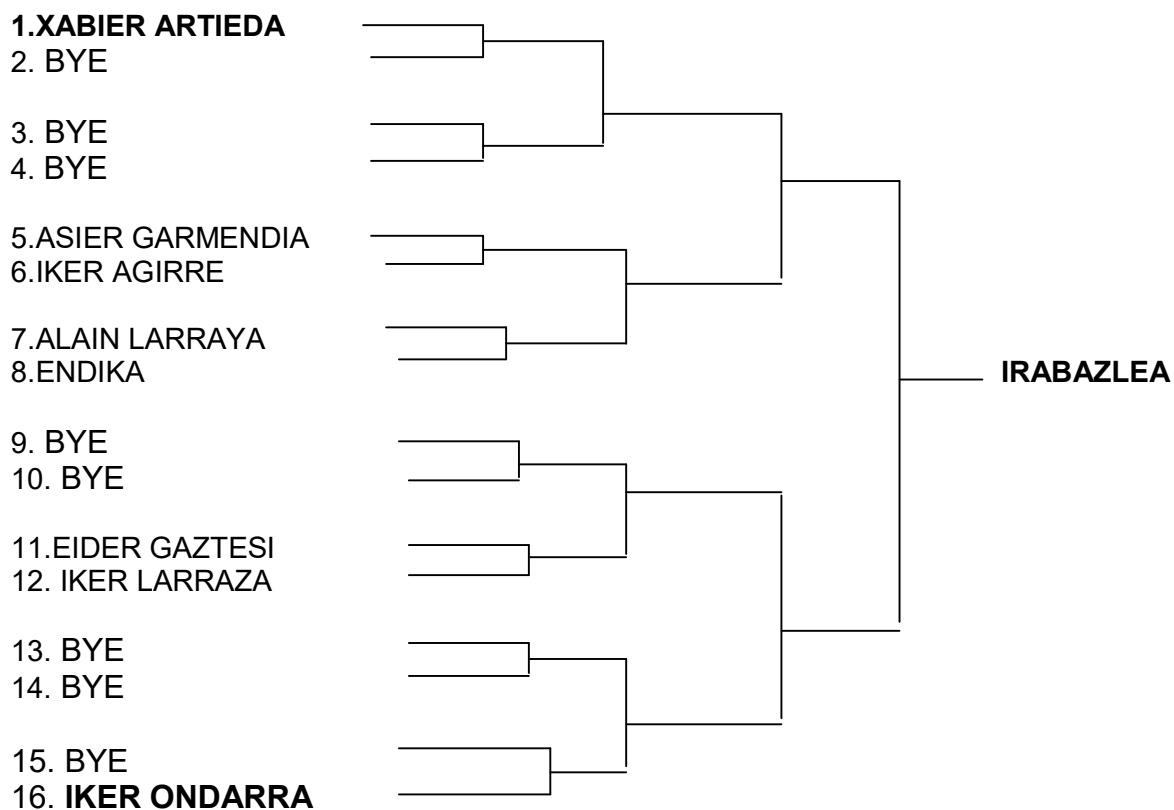 1.XABIER ARTIEDA
2. BYE
3. BYE
4. BYE
5.ASIER GARMENDIA
6.IKER AGIRRE
7.ALAIN LARRAYA
8.ENDIKA
IRABAZLEA
9. BYE
10. BYE
11.EIDER GAZTESI
12. IKER LARRAZA
13. BYE
14. BYE
15. BYE
16. IKER ONDARRA